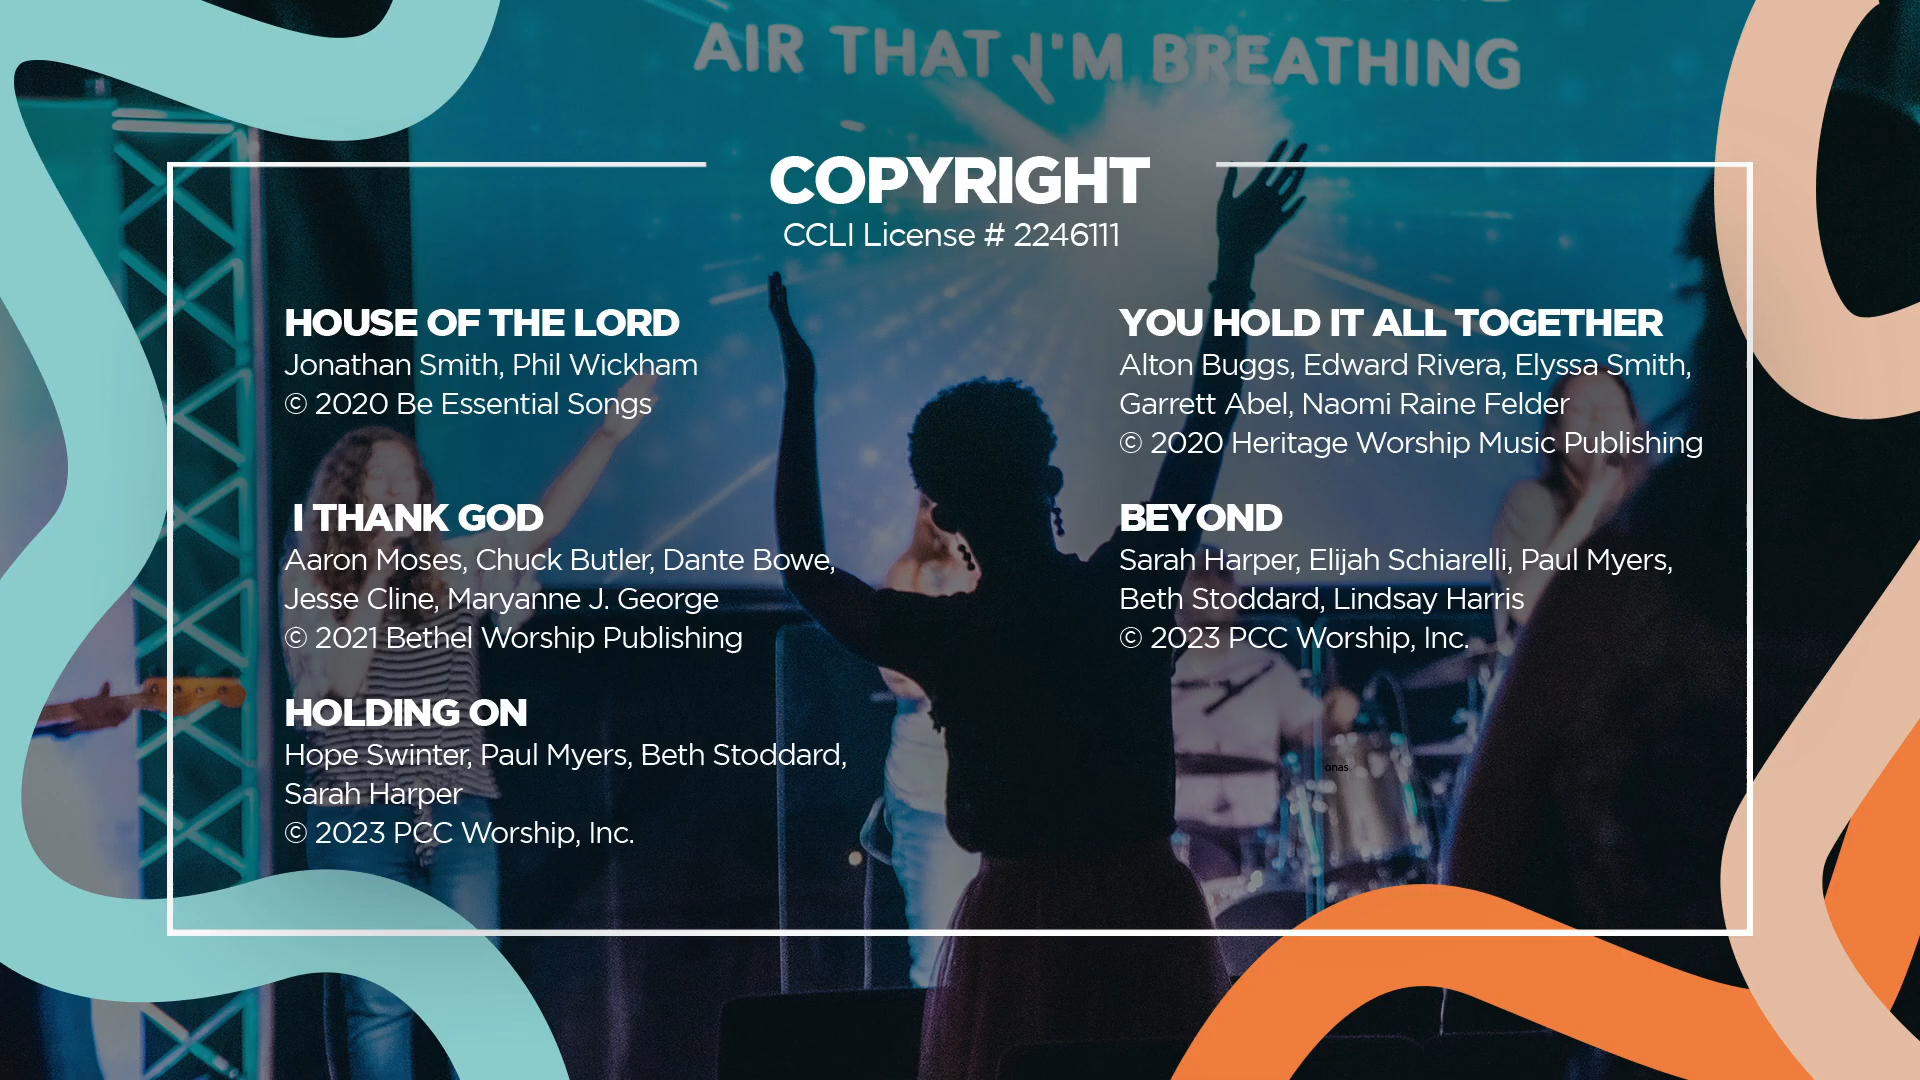 AIR THAT I'M BREATHING
COPYRIGHT
CCLI License # 2246111
HOUSE OF THE LORD
Jonathan Smith, Phil Wickham
© 2020 Be Essential Songs
I THANK GOD
Aaron Moses, Chuck Butler, Dante Bowe,
Jesse Cline, Maryanne J. George
© 2021 Bethel Worship Publishing
HOLDING ON
Hope Swinter, Paul Myers, Beth Stoddard,
Sarah Harper
© 2023 PCC Worship, Inc.
YOU HOLD IT ALL TOGETHER
Alton Buggs, Edward Rivera, Elyssa Smith,
Garrett Abel, Naomi Raine Felder
© 2020 Heritage Worship Music Publishing
BEYOND
Sarah Harper, Elijah Schiarelli, Paul Myers,
Beth Stoddard, Lindsay Harris
© 2023 PCC Worship, Inc.
onas